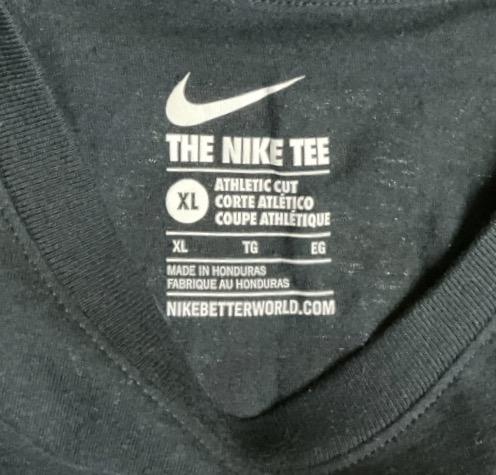 THE NIKE TEE
XL
ATHLETIC CUT
CORTE ATLÉTICO
COUPE ATHLÉTIQUE
XL TG EG
MADE IN HONDURAS
FABRIQUE AU HONDURAS
NIKEBETTERWORLD.COM